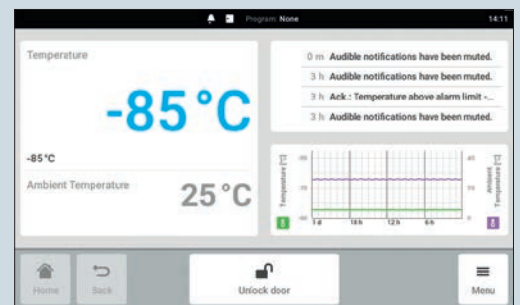 Program: None
14:11
Temperature
-85 °C
-85 °C
Ambient Temperature
25 °C
0 m Audible notifications have been muted.
3 h Audible notifications have been muted.
3 h Ack.: Temperature above alarm limit -...
3 h Audible notifications have been muted.
Temperature [°C]
-70
1 d
18 h
12 h
6 h
Ambient
Temperature [°C]
Home
Back
Unlock door
Menu